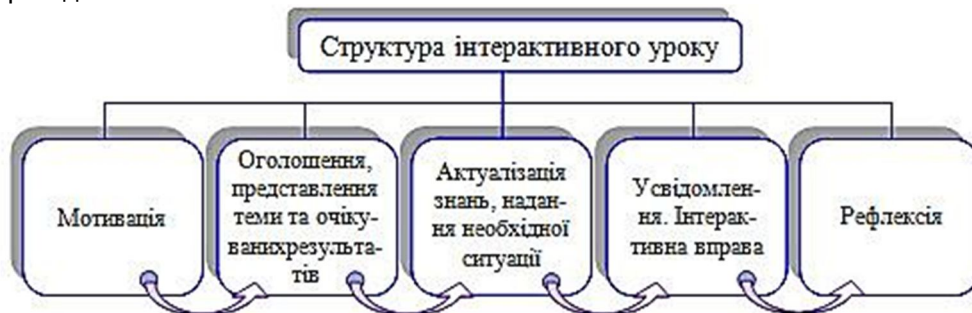 Структура інтерактивного уроку
Мотивація
Оголошення,
представлення
теми та очіку-
ванихрезульта-
тів
Актуалізація
знань, надан-
ня необхідної
ситуації
Усвідомлен-
ня. Інтерак-
тивна вправа
Рефлексія